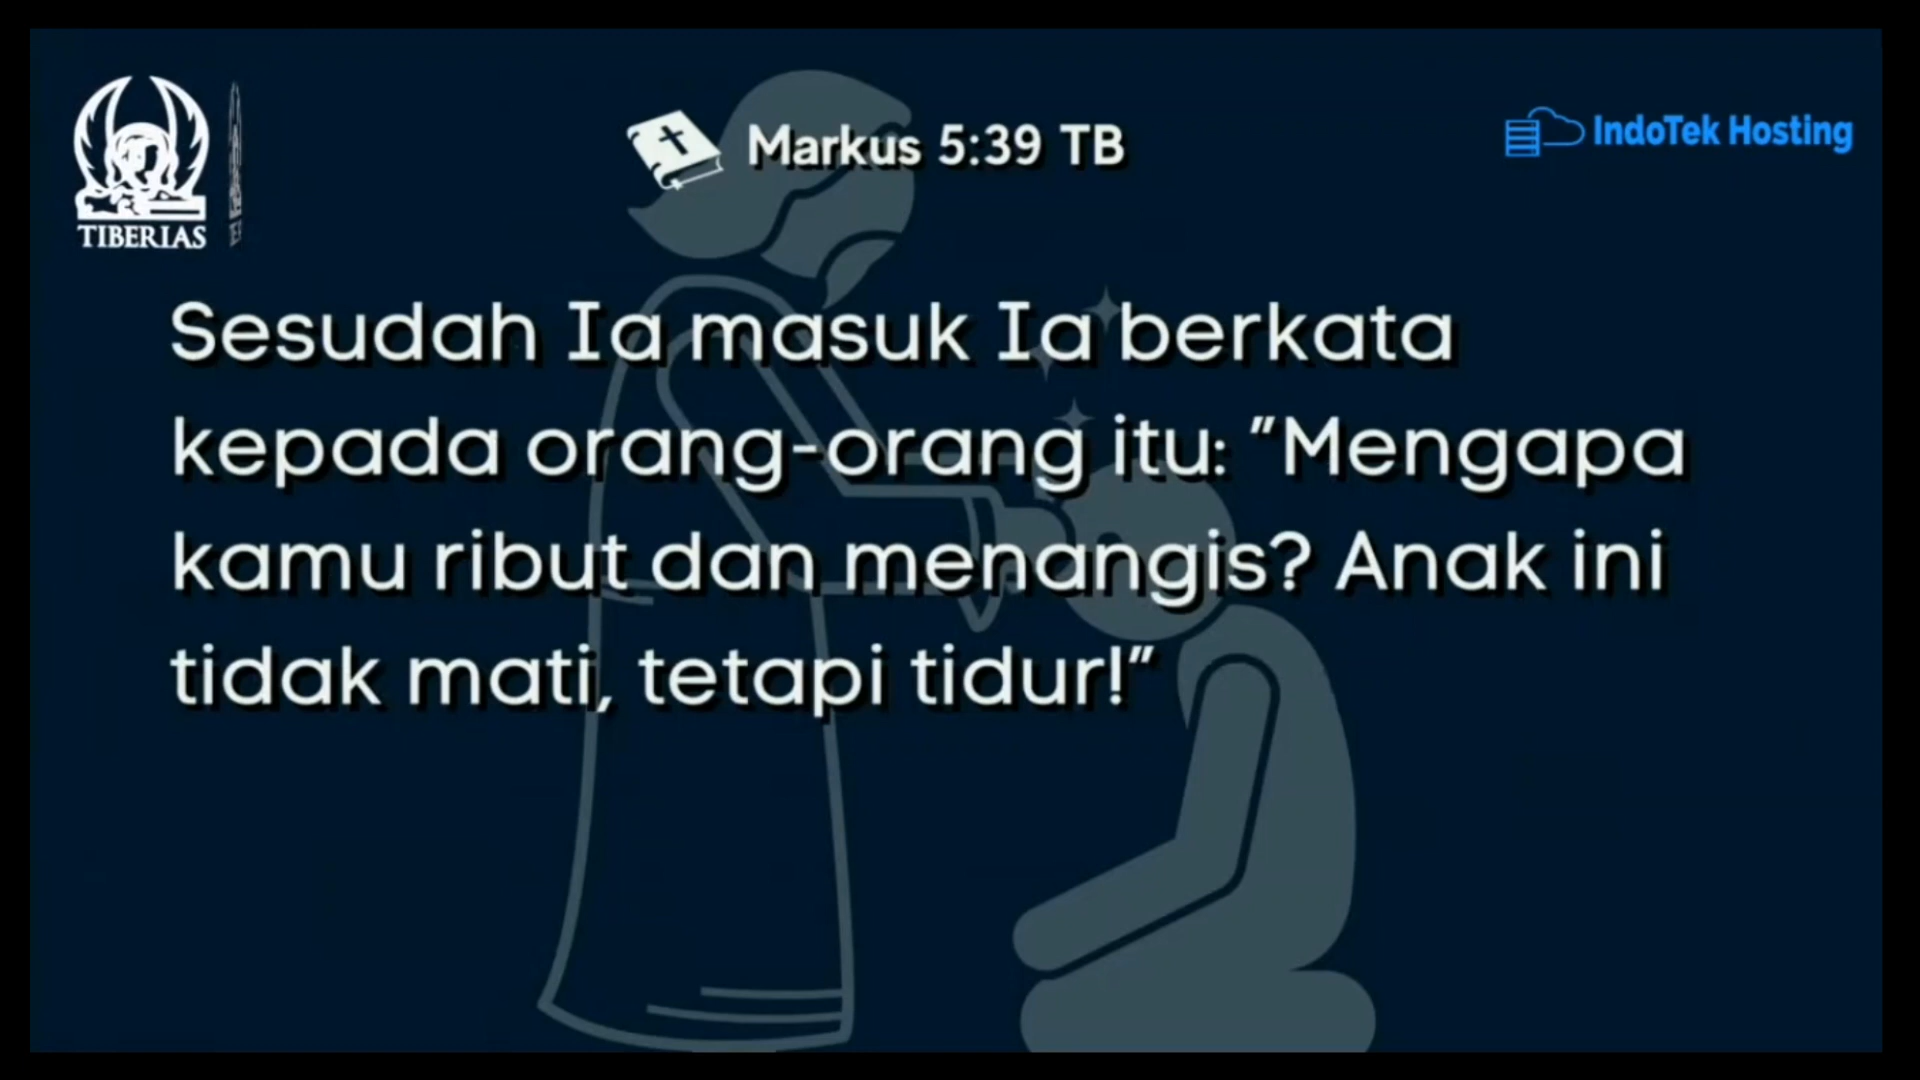 TIBERIAS
Markus 5:39 TB
IndoTek Hosting
Sesudah Ia masuk Ia berkata
kepada orang-orang itu: "Mengapa
kamu ribut dan menangis? Anak ini
tidak mati, tetapi tidur!"